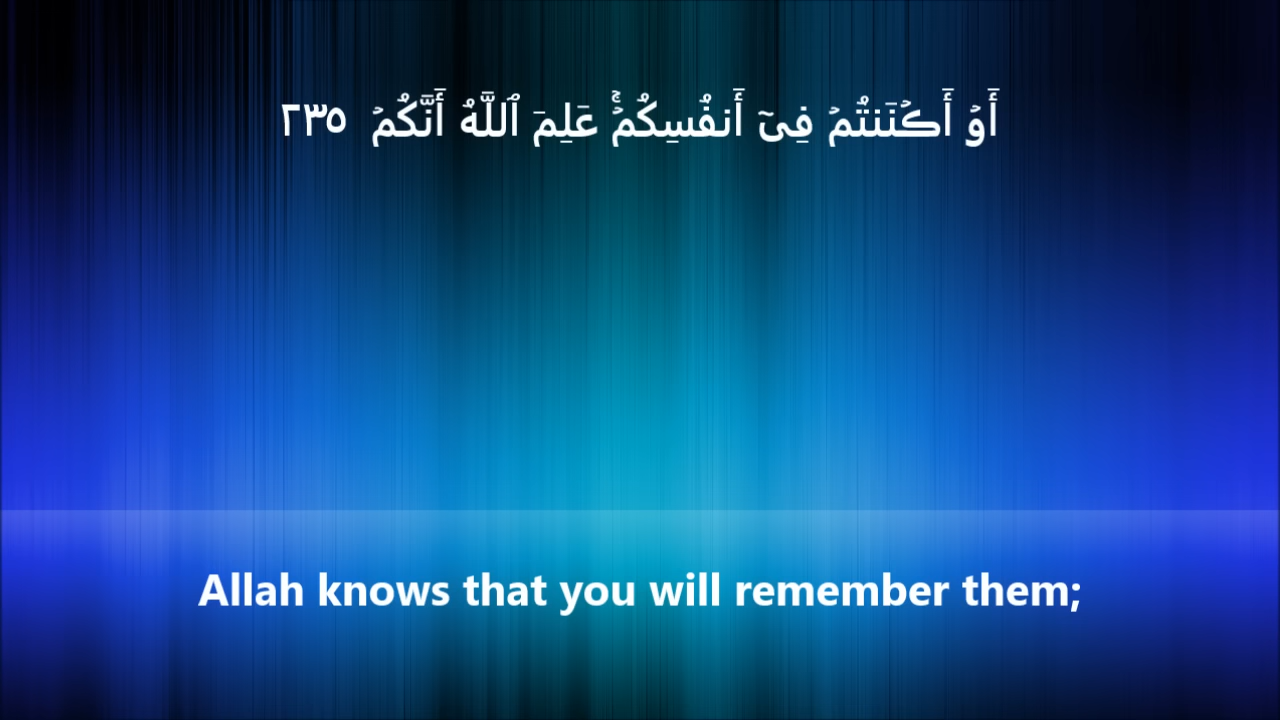 أَوۡ أَكۡنَنتُمۡ فِىٓ أَنفُسِكُمۡۚ عَلِمَ ٱللَّهُ أَنَّكُمۡ ٢٣٥
Allah knows that you will remember them;